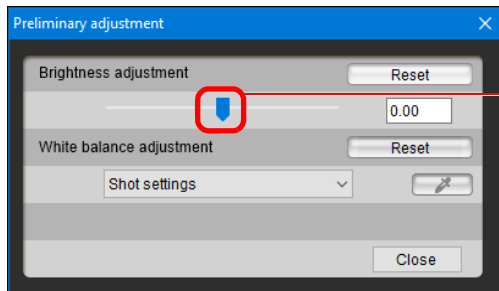 Preliminary adjustment
Brightness adjustment
Reset
0.00
White balance adjustment
Reset
Shot settings
Close